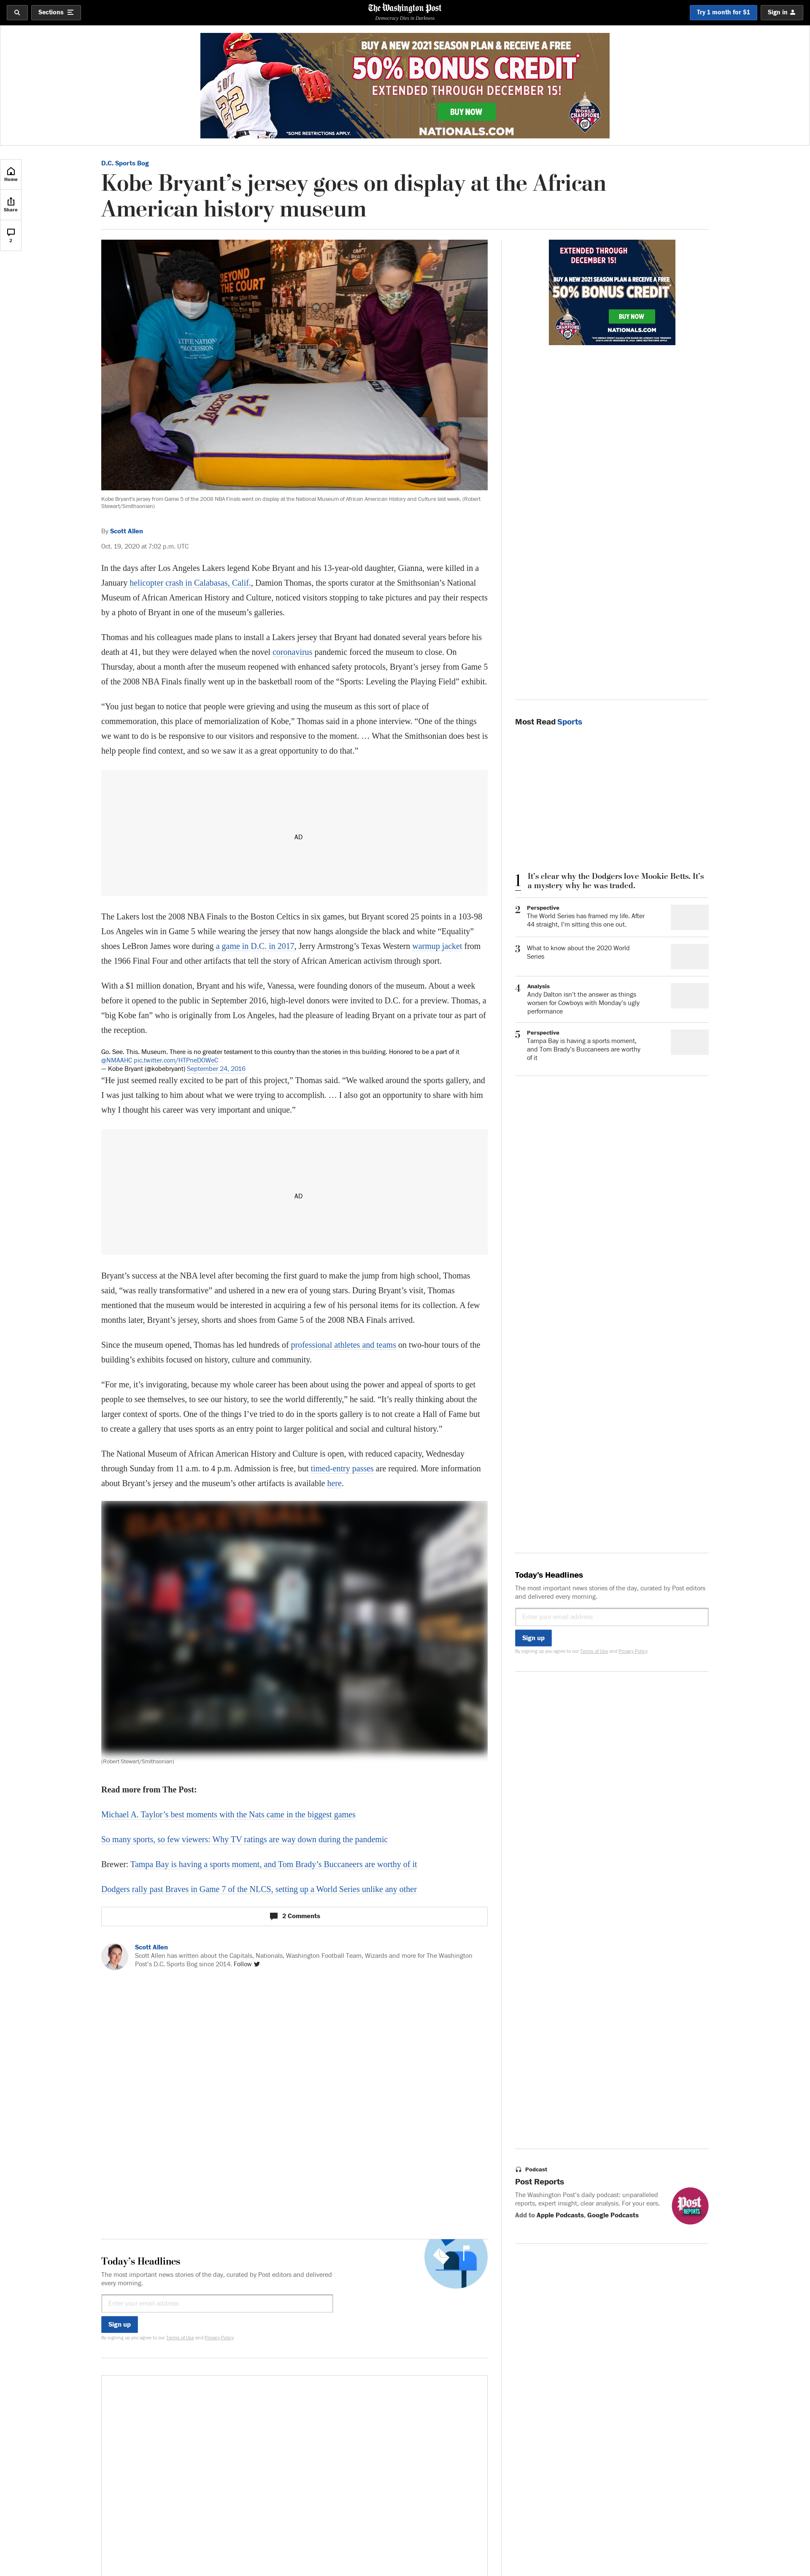 Sections
The Washington Post
Democracy Dies in Darkness
Try 1 month for $1
Sign in
BUY A NEW 2021 SEASON PLAN & RECEIVE A FREE
50% BONUS CREDIT*
EXTENDED THROUGH DECEMBER 15!
BUY NOW
*SOME RESTRICTIONS APPLY.
NATIONALS.COM
WORLD
CHAMPIONS
22
Home
Share
2
D.C. Sports Bog
Kobe Bryant’s jersey goes on display at the African
American history museum
BEYOND
THE COURT
LAKERS
24
Kobe Bryant's jersey from Game 5 of the 2008 NBA Finals went on display at the National Museum of African American History and Culture last week. (Robert
Stewart/Smithsonian)
By Scott Allen
Oct. 19, 2020 at 7:02 p.m. UTC
In the days after Los Angeles Lakers legend Kobe Bryant and his 13-year-old daughter, Gianna, were killed in a
January helicopter crash in Calabasas, Calif., Damion Thomas, the sports curator at the Smithsonian’s National
Museum of African American History and Culture, noticed visitors stopping to take pictures and pay their respects
by a photo of Bryant in one of the museum’s galleries.
Thomas and his colleagues made plans to install a Lakers jersey that Bryant had donated several years before his
death at 41, but they were delayed when the novel coronavirus pandemic forced the museum to close. On
Thursday, about a month after the museum reopened with enhanced safety protocols, Bryant’s jersey from Game 5
of the 2008 NBA Finals finally went up in the basketball room of the “Sports: Leveling the Playing Field” exhibit.
“You just began to notice that people were grieving and using the museum as this sort of place of
commemoration, this place of memorialization of Kobe,” Thomas said in a phone interview. “One of the things
we want to do is be responsive to our visitors and responsive to the moment. … What the Smithsonian does best is
help people find context, and so we saw it as a great opportunity to do that.”
AD
The Lakers lost the 2008 NBA Finals to the Boston Celtics in six games, but Bryant scored 25 points in a 103-98
Los Angeles win in Game 5 while wearing the jersey that now hangs alongside the black and white “Equality”
shoes LeBron James wore during a game in D.C. in 2017, Jerry Armstrong’s Texas Western warmup jacket from
the 1966 Final Four and other artifacts that tell the story of African American activism through sport.
With a $1 million donation, Bryant and his wife, Vanessa, were founding donors of the museum. About a week
before it opened to the public in September 2016, high-level donors were invited to D.C. for a preview. Thomas, a
“big Kobe fan” who is originally from Los Angeles, had the pleasure of leading Bryant on a private tour as part of
the reception.
Go. See. This. Museum. There is no greater testament to this country than the stories in this building. Honored to be a part of it
@NMAAHC pic.twitter.com/HTPneDOWeC
— Kobe Bryant (@kobebryant) September 24, 2016
“He just seemed really excited to be a part of this project,” Thomas said. “We walked around the sports gallery, and
I was just talking to him about what we were trying to accomplish. … I also got an opportunity to share with him
why I thought his career was very important and unique.”
AD
Bryant’s success at the NBA level after becoming the first guard to make the jump from high school, Thomas
said, “was really transformative” and ushered in a new era of young stars. During Bryant’s visit, Thomas
mentioned that the museum would be interested in acquiring a few of his personal items for its collection. A few
months later, Bryant’s jersey, shorts and shoes from Game 5 of the 2008 NBA Finals arrived.
Since the museum opened, Thomas has led hundreds of professional athletes and teams on two-hour tours of the
building’s exhibits focused on history, culture and community.
“For me, it’s invigorating, because my whole career has been about using the power and appeal of sports to get
people to see themselves, to see our history, to see the world differently,” he said. “It’s really thinking about the
larger context of sports. One of the things I’ve tried to do in the sports gallery is to not create a Hall of Fame but
to create a gallery that uses sports as an entry point to larger political and social and cultural history.”
The National Museum of African American History and Culture is open, with reduced capacity, Wednesday
through Sunday from 11 a.m. to 4 p.m. Admission is free, but timed-entry passes are required. More information
about Bryant’s jersey and the museum’s other artifacts is available here.
(Robert Stewart/Smithsonian)
Read more from The Post:
Michael A. Taylor’s best moments with the Nats came in the biggest games
So many sports, so few viewers: Why TV ratings are way down during the pandemic
Brewer: Tampa Bay is having a sports moment, and Tom Brady’s Buccaneers are worthy of it
Dodgers rally past Braves in Game 7 of the NLCS, setting up a World Series unlike any other
2 Comments
Scott Allen
Scott Allen has written about the Capitals, Nationals, Washington Football Team, Wizards and more for The Washington
Post’s D.C. Sports Bog since 2014. Follow
Today’s Headlines
The most important news stories of the day, curated by Post editors and delivered
every morning.
Enter your email address
Sign up
By signing up you agree to our Terms of Use and Privacy Policy
EXTENDED THROUGH
DECEMBER 15!
BUY A NEW 2021 SEASON PLAN & RECEIVE A FREE
50% BONUS CREDIT*
BUY NOW
NATIONALS.COM
Most Read Sports
1 It’s clear why the Dodgers love Mookie Betts. It’s
a mystery why he was traded.
2 Perspective
The World Series has framed my life. After
44 straight, I’m sitting this one out.
3 What to know about the 2020 World
Series
4 Analysis
Andy Dalton isn’t the answer as things
worsen for Cowboys with Monday’s ugly
performance
5 Perspective
Tampa Bay is having a sports moment,
and Tom Brady’s Buccaneers are worthy
of it
Today’s Headlines
The most important news stories of the day, curated by Post editors
and delivered every morning.
Enter your email address
Sign up
By signing up you agree to our Terms of Use and Privacy Policy
Podcast
Post Reports
The Washington Post’s daily podcast: unparalleled
reports, expert insight, clear analysis. For your ears.
Add to Apple Podcasts, Google Podcasts
Post
REPORTS